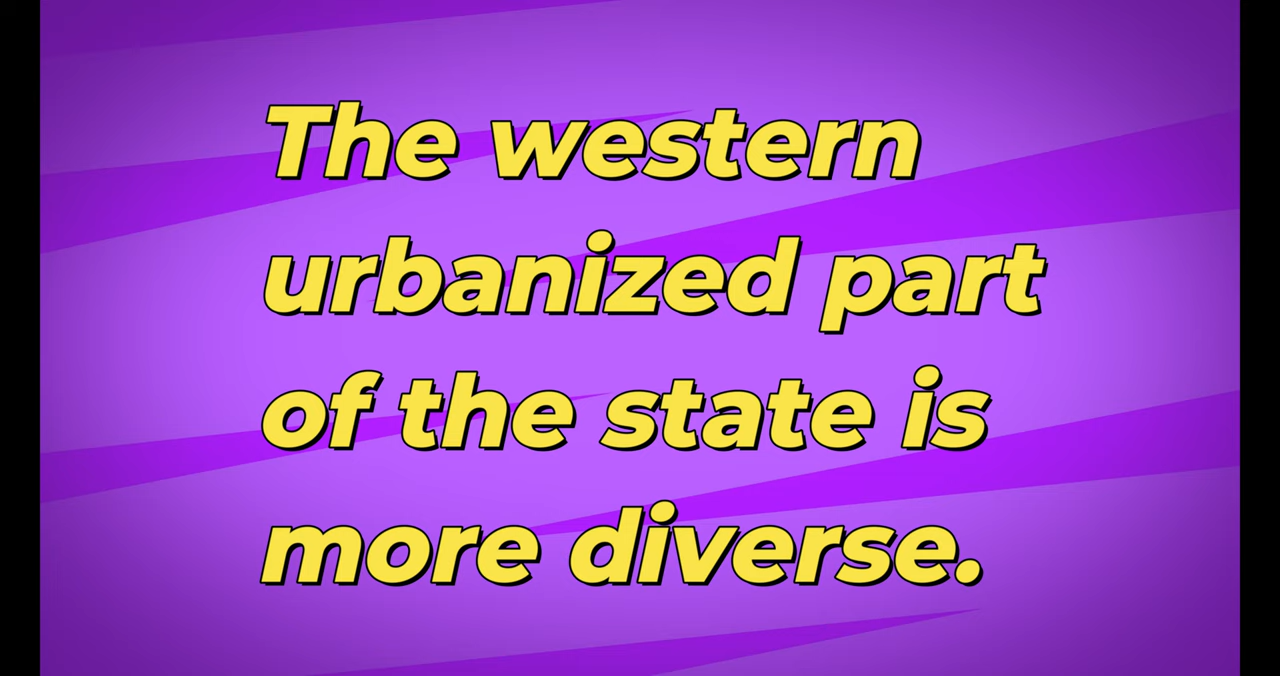 The western
urbanized part
of the state is
more diverse.